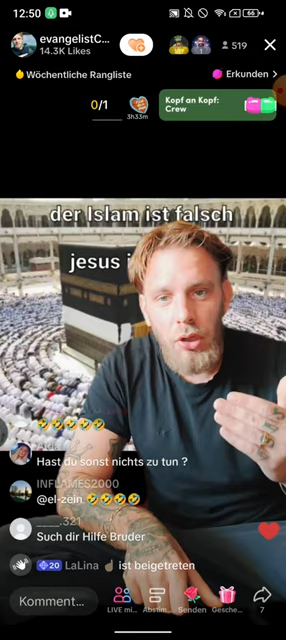 12:50
66
evangelistC...
14.3K Likes
519
Wöchentliche Rangliste
Erkunden >
0/1
3h33m
Kopf an Kopf:
Crew
der Islam ist falsch
jesus i
🤣🤣🤣🤣🤣
Hast du sonst nichts zu tun ?
INFLAMES2000
@el-zein 🤣🤣🤣🤣
____.321
Such dir Hilfe Bruder
20 LaLina ☝🏽 ist beigetreten
Komment...
LIVE mi...
Abstim...
Senden
Gesche...
7